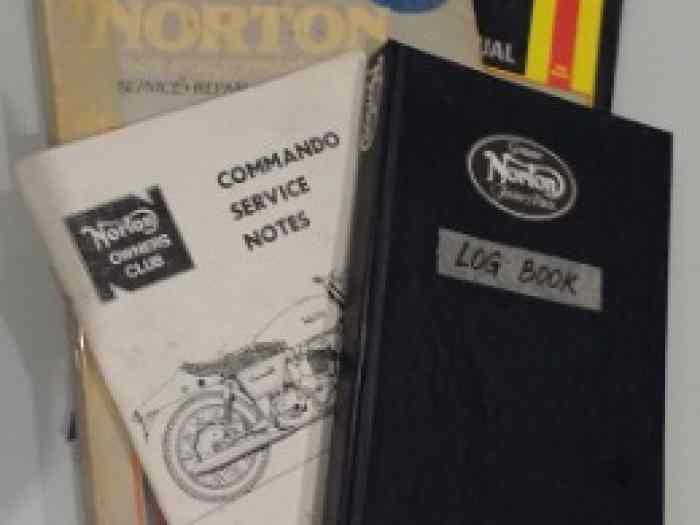 NORTON
SERVICE • REPAIR
UAL
COMMANDO
SERVICE
NOTES
Norton
OWNERS
CLUB
Norton
LOG BOOK